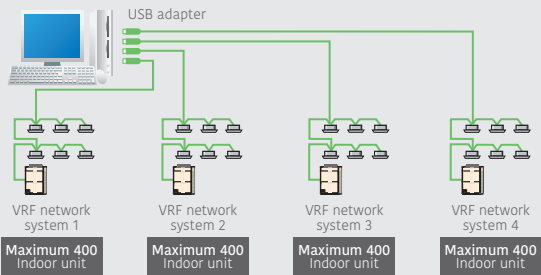 USB adapter
VRF network
system 1
VRF network
system 2
VRF network
system 3
VRF network
system 4
Maximum 400
Indoor unit
Maximum 400
Indoor unit
Maximum 400
Indoor unit
Maximum 400
Indoor unit